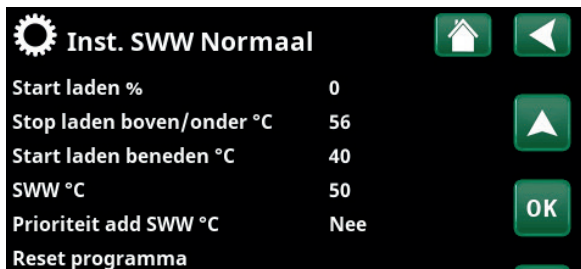 Inst. SWW Normaal
Start laden % 0
Stop laden boven/onder °C 56
Start laden beneden °C 40
SWW °C 50
OK
Prioriteit add SWW °C Nee
Reset programma